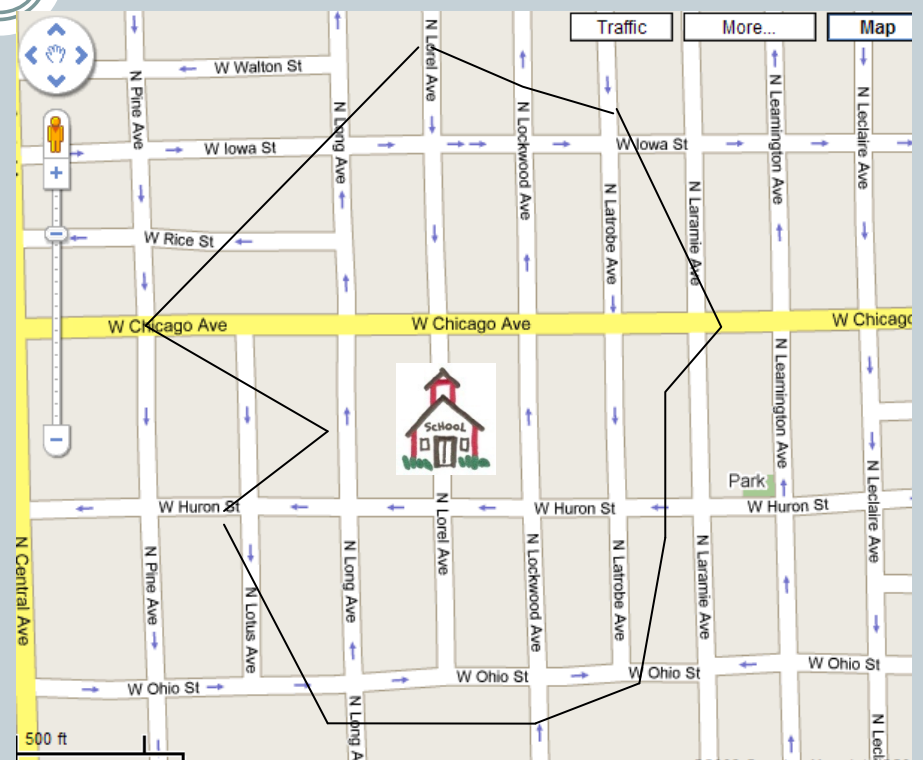 Traffic
More...
Map
W Walton St
N Lorel Ave
N Pine Ave
N Long Ave
N Lockwood Ave
N Leamington Ave
N Leclaire Ave
W Iowa St
W Iowa St
N Latrobe Ave
N Laramie Ave
W Rice St
W Chicago Ave
W Chicago Ave
W Chicago
N Leamington Ave
SCHOOL
Park
W Huron St
W Huron St
W Huron St
N Lorel Ave
N Leclaire Ave
N Central Ave
N Pine Ave
N Lotus Ave
N Long Ave
N Lockwood Ave
N Latrobe Ave
N Laramie Ave
W Ohio St
W Ohio St
W Ohio St
W Ohio St
N Long A
N Lecl
500 ft